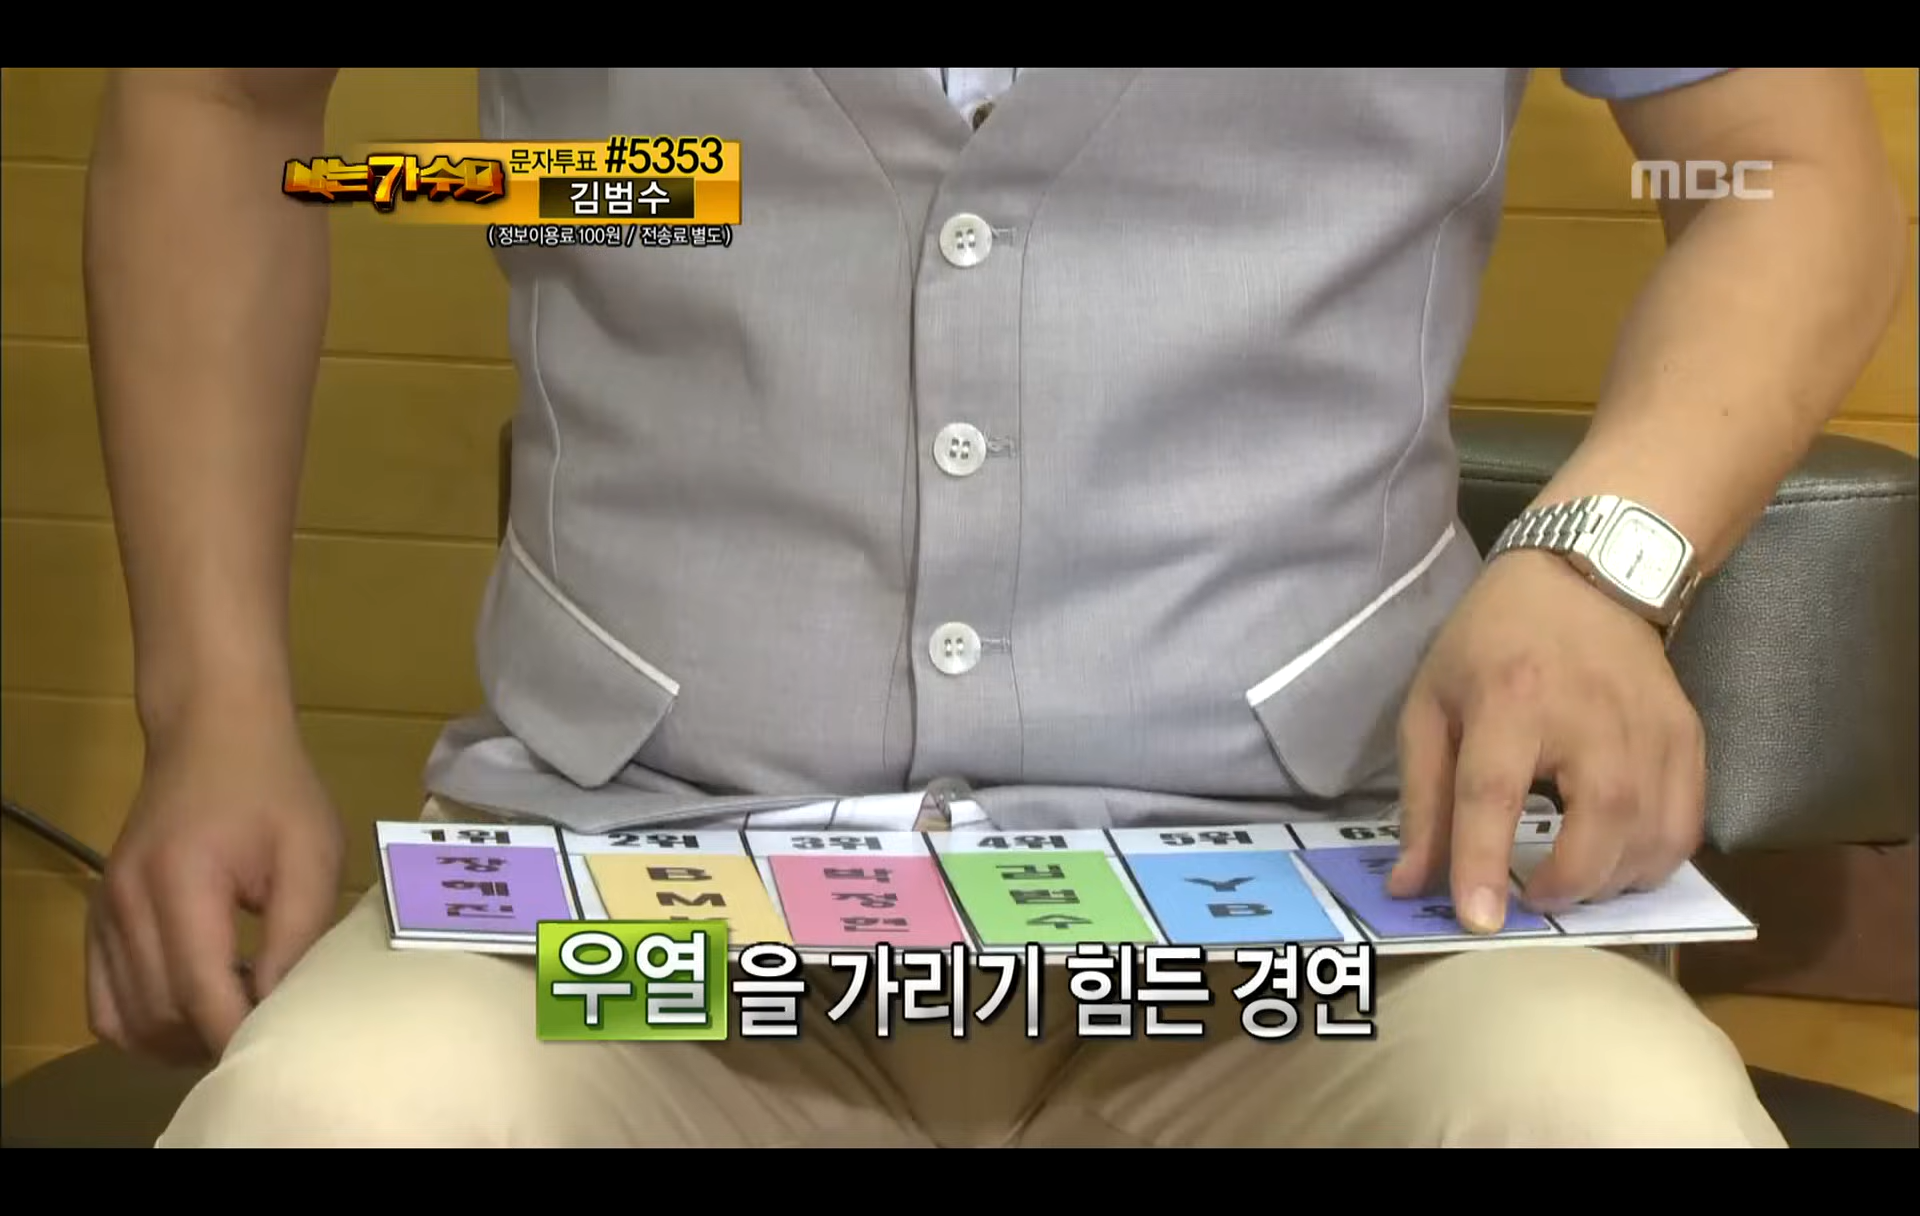 나는 가수다 문자투표 #5353
김범수
(정보이용료 100원 / 전송료 별도)
MBC
1위 2위 3위 4위 5위
장혜진
BM
박정현
김범수
YB
우열을 가리기 힘든 경연